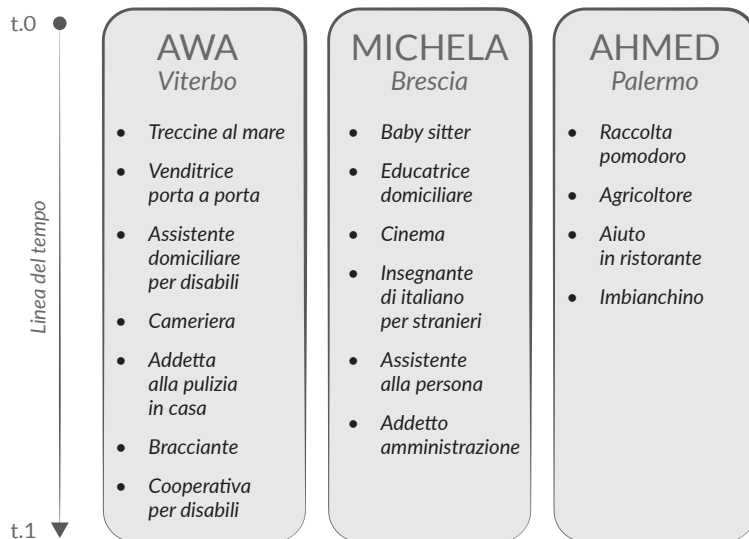 t.0
Linea del tempo
t.1
AWA
Viterbo
• Treccine al mare
• Venditrice
porta a porta
• Assistente
domiciliare
per disabili
• Cameriera
• Addetta
alla pulizia
in casa
• Bracciante
• Cooperativa
per disabili
MICHELA
Brescia
• Baby sitter
• Educatrice
domiciliare
• Cinema
• Insegnante
di italiano
per stranieri
• Assistente
alla persona
• Addetto
amministrazione
AHMED
Palermo
• Raccolta
pomodoro
• Agricoltore
• Aiuto
in ristorante
• Imbianchino